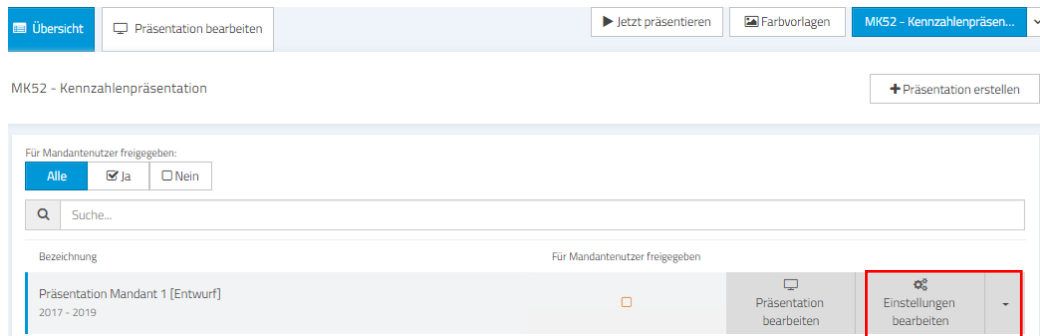 Übersicht
Präsentation bearbeiten
Jetzt präsentieren
Farbvorlagen
MK52 - Kennzahlenpräsen...
MK52 - Kennzahlenpräsentation
Präsentation erstellen
Für Mandantenutzer freigegeben:
Alle
Ja
Nein
Suche...
Bezeichnung
Für Mandantenutzer freigegeben
Präsentation Mandant 1 [Entwurf]
2017 - 2019
Präsentation
bearbeiten
Einstellungen
bearbeiten